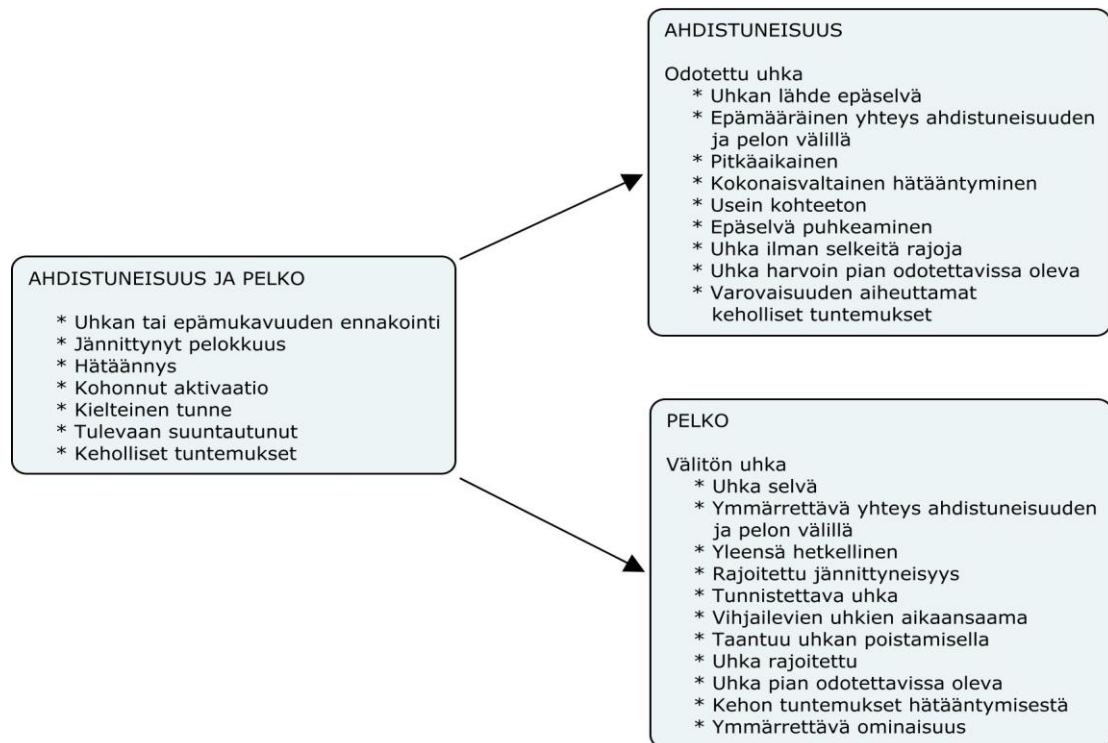 AHDISTUNEISUUS JA PELKO
* Uhkan tai epämukavuuden ennakointi
* Jännittynyt pelokkuus
* Hätäännys
* Kohonnut aktivaatio
* Kielteinen tunne
* Tulevaan suuntautunut
* Keholliset tuntemukset
AHDISTUNEISUUS
Odotettu uhka
* Uhkan lähde epäselvä
* Epämääräinen yhteys ahdistuneisuuden
ja pelon välillä
* Pitkäaikainen
* Kokonaisvaltainen hätääntyminen
* Usein kohteeton
* Epäselvä puhkeaminen
* Uhka ilman selkeitä rajoja
* Uhka harvoin pian odotettavissa oleva
* Varovaisuuden aiheuttamat
keholliset tuntemukset
PELKO
Välitön uhka
* Uhka selvä
* Ymmärrettävä yhteys ahdistuneisuuden
ja pelon välillä
* Yleensä hetkellinen
* Rajoitettu jännittyneisyys
* Tunnistettava uhka
* Vihjailevien uhkien aikaansaama
* Taantuu uhkan poistamisella
* Uhka rajoitettu
* Uhka pian odotettavissa oleva
* Kehon tuntemukset hätääntymisestä
* Ymmärrettävä ominaisuus